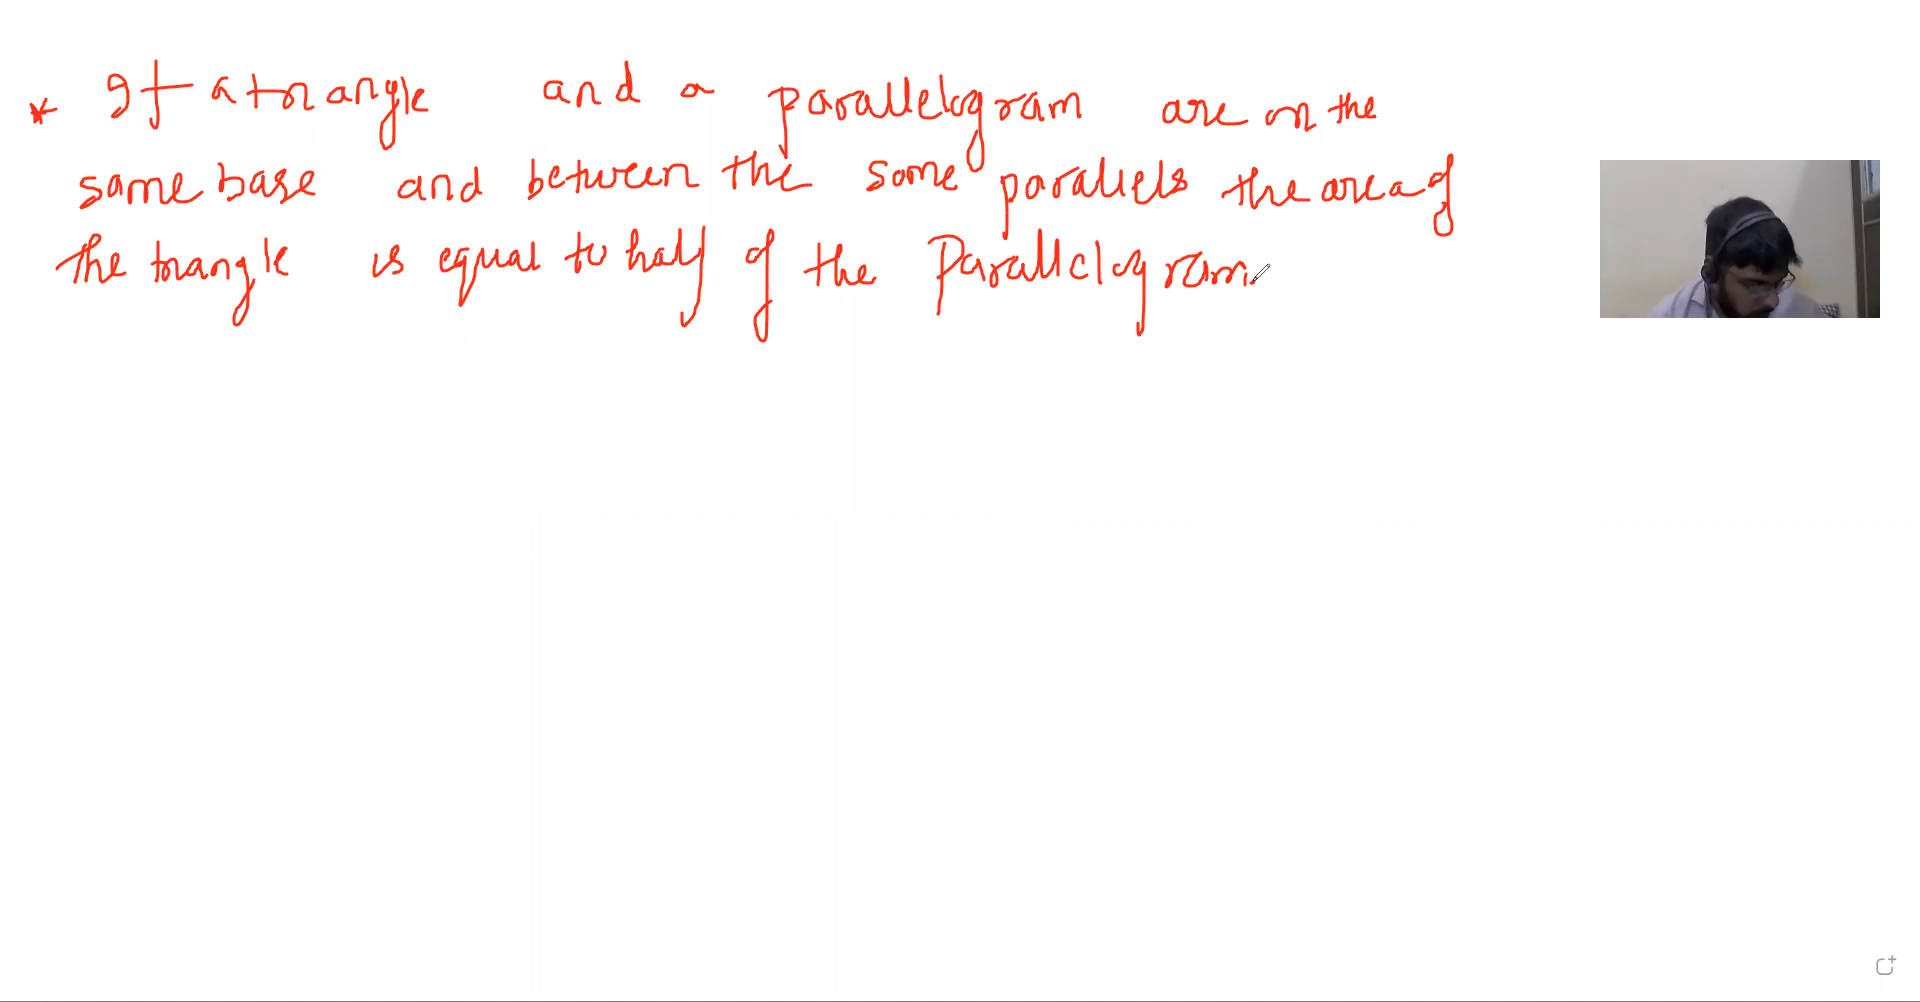 * If a triangle and a parallelogram are on the
same base and between the same parallels the area of
the triangle is equal to half of the Parallelogram.